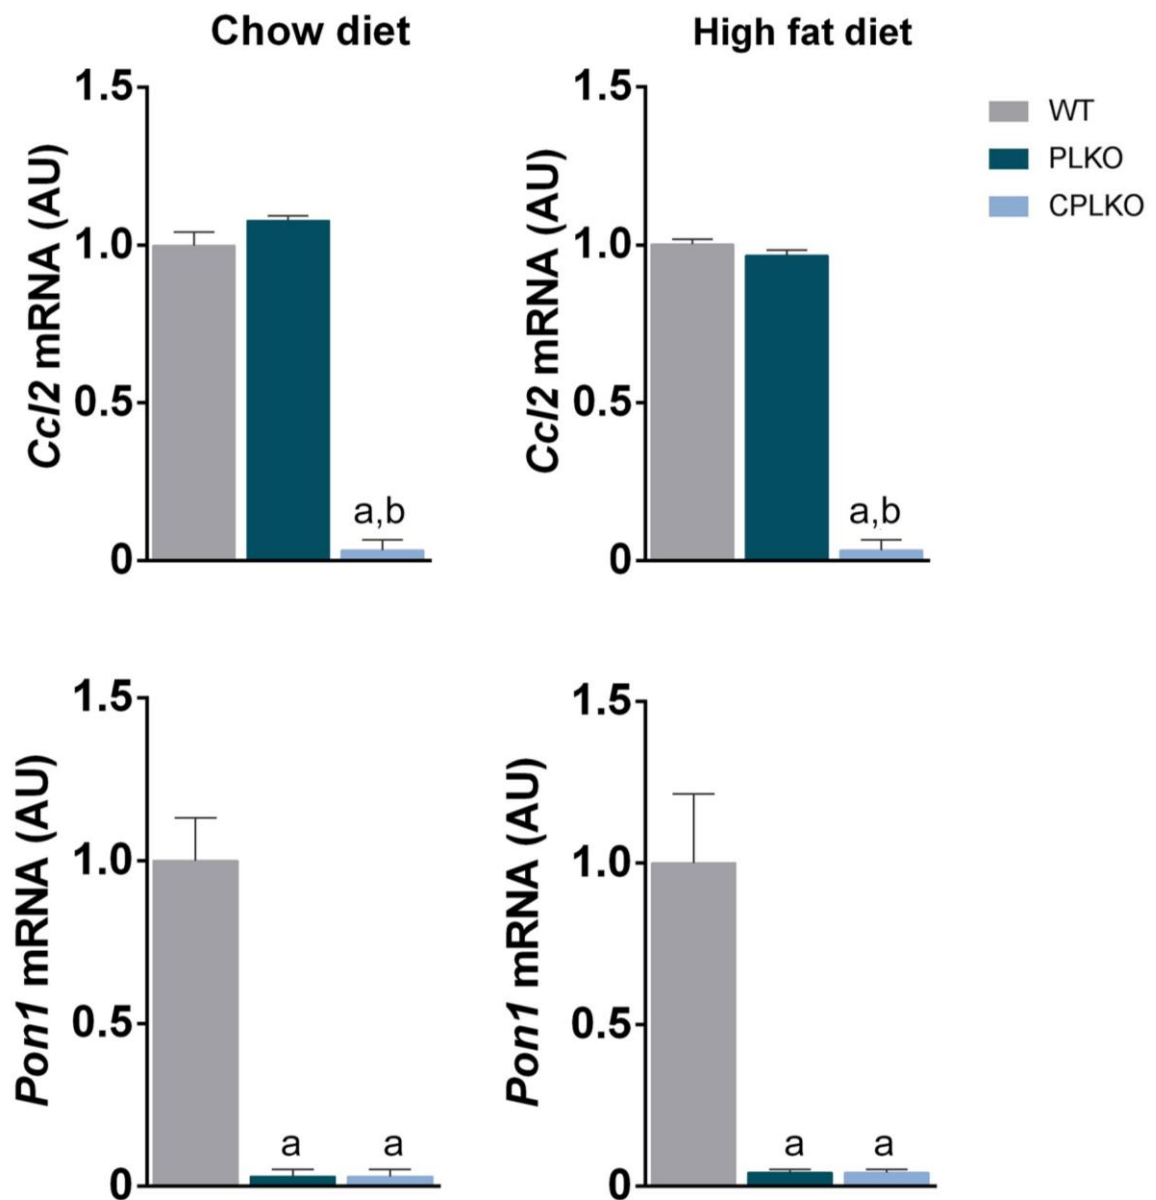 Chow diet
High fat diet
WT
PLKO
CPLKO
Ccl2 mRNA (AU)
1.5
1.0
0.5
0
a,b
Ccl2 mRNA (AU)
1.5
1.0
0.5
0
a,b
Pon1 mRNA (AU)
1.5
1.0
0.5
0
a
a
Pon1 mRNA (AU)
1.5
1.0
0.5
0
a
a